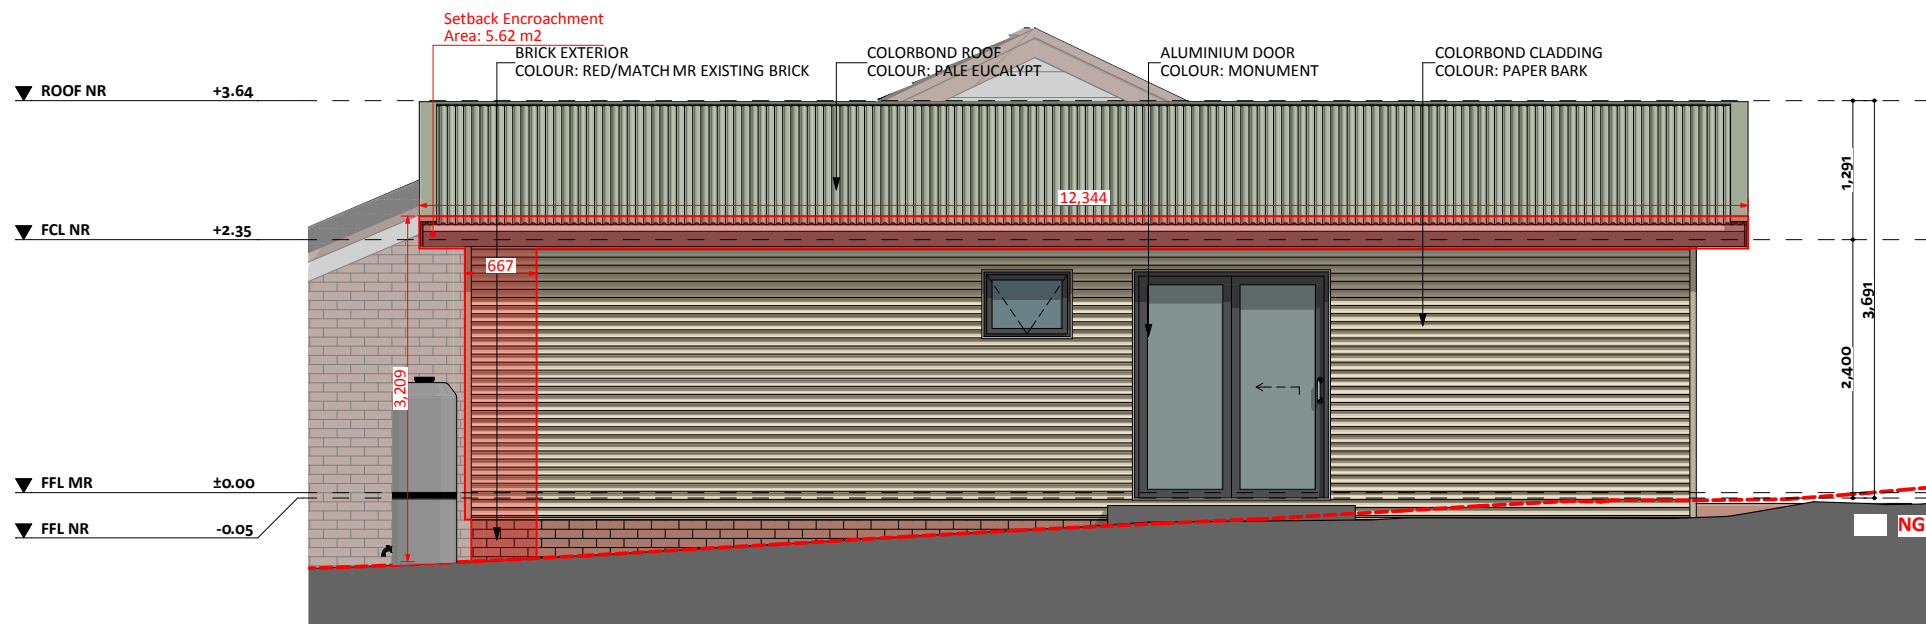 Setback Encroachment
Area: 5.62 m2
BRICK EXTERIOR
COLOUR: RED/MATCH MR EXISTING BRICK
COLORBOND ROOF
COLOUR: PALE EUCALYPT
ALUMINIUM DOOR
COLOUR: MONUMENT
COLORBOND CLADDING
COLOUR: PAPER BARK
ROOF NR +3.64
1,291
12,344
FCL NR +2.35
667
3,691
3,209
2,400
FFL MR ±0.00
FFL NR -0.05
NG